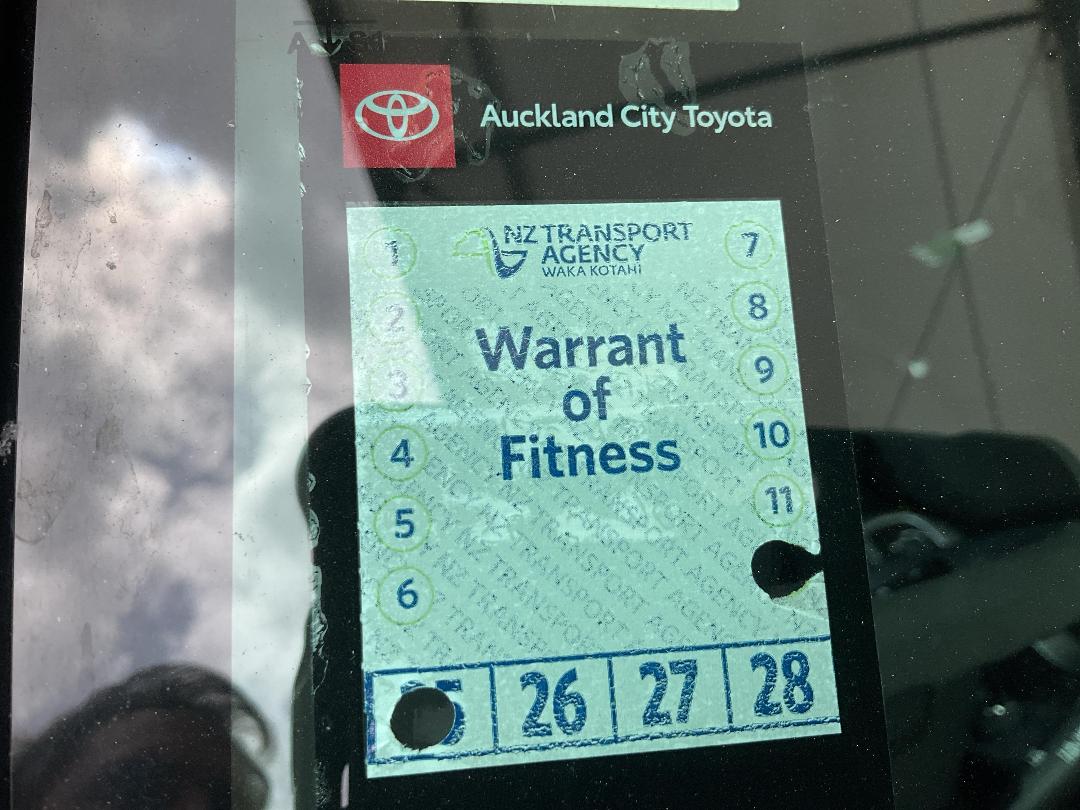 Auckland City Toyota
NZ TRANSPORT
AGENCY
WAKA KOTAHI
1
2
3
4
5
6
7
8
9
10
11
Warrant
of
Fitness
26
27
28